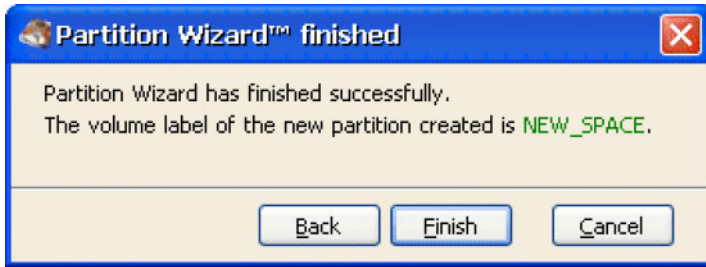 Partition Wizard™ finished
Partition Wizard has finished successfully.
The volume label of the new partition created is NEW_SPACE.
Back Finish Cancel